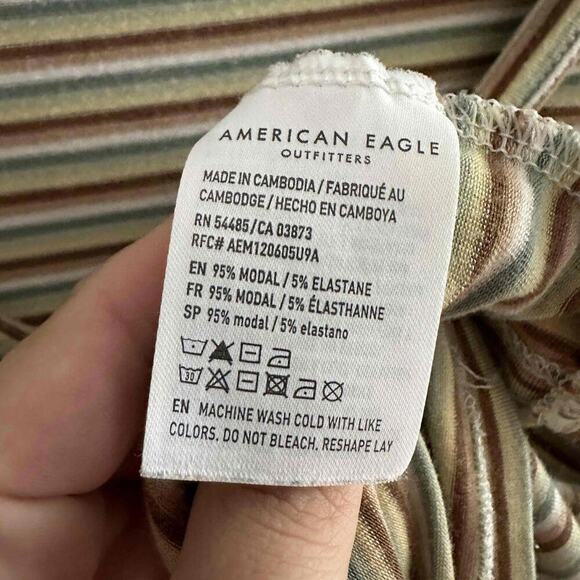 AMERICAN EAGLE
OUTFITTERS
MADE IN CAMBODIA / FABRIQUÉ AU
CAMBODGE / HECHO EN CAMBOYA
RN 54485/CA 03873
RFC# AEM120605U9A
EN 95% MODAL / 5% ELASTANE
FR 95% MODAL / 5% ÉLASTHANNE
SP 95% modal / 5% elastano
30
EN MACHINE WASH COLD WITH LIKE
COLORS. DO NOT BLEACH. RESHAPE LAY